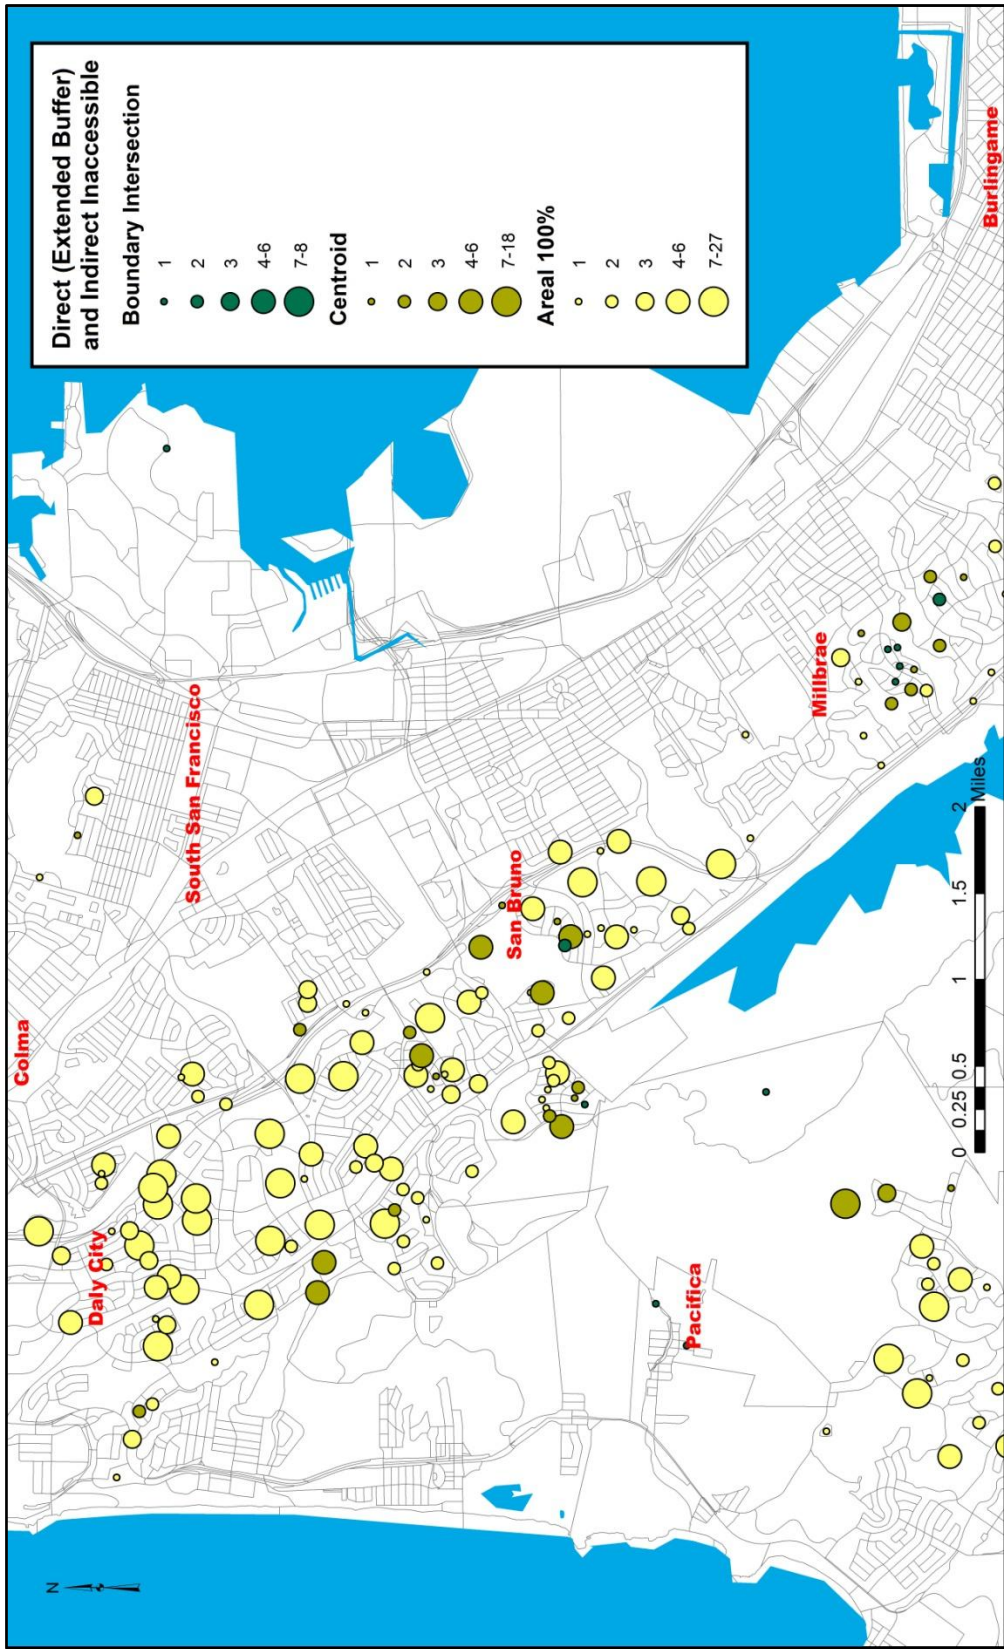 Direct (Extended Buffer)
and Indirect Inaccessible
Boundary Intersection
1
2
3
4-6
7-8
Centroid
1
2
3
4-6
7-18
Areal 100%
1
2
3
4-6
7-27
Colma
South San Francisco
Daly City
San Bruno
Millbrae
Burlingame
Pacifica
N
0 0.25 0.5 1 1.5 2
Miles